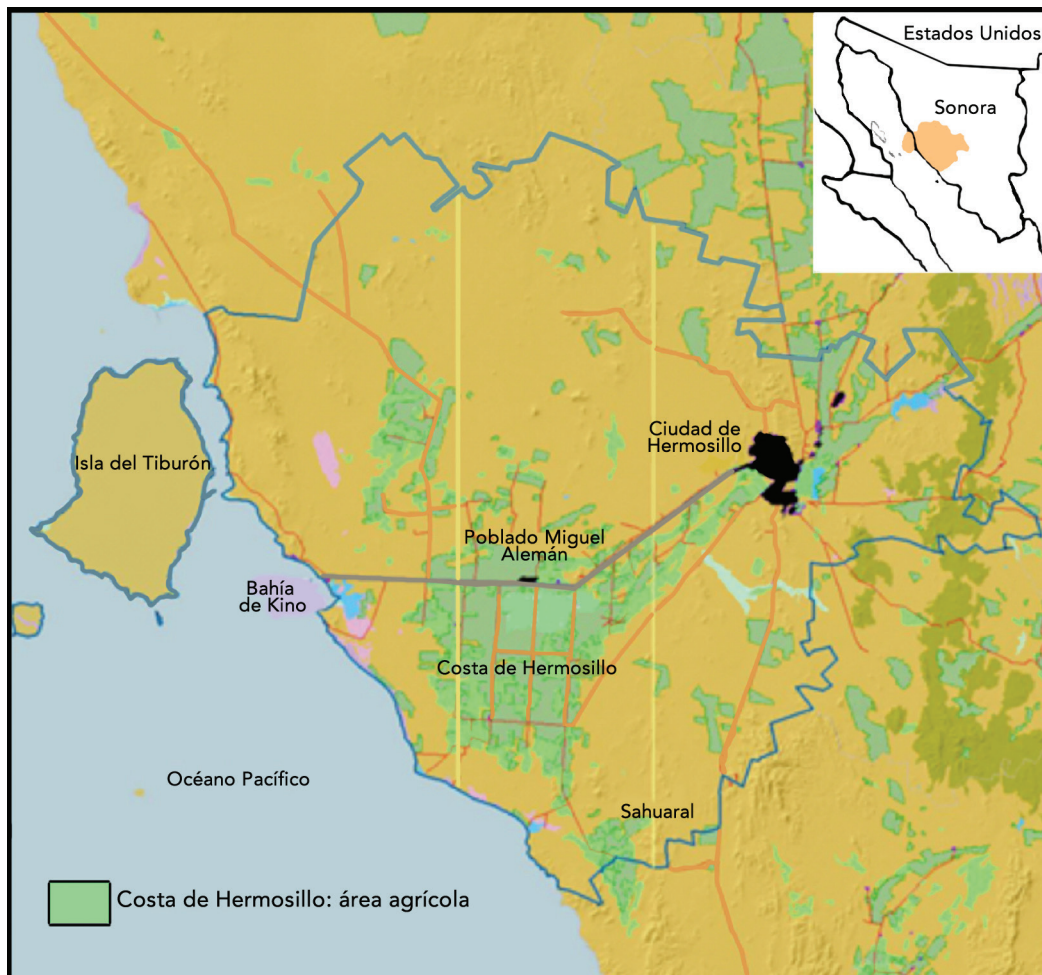 Estados Unidos
Sonora
Ciudad de
Hermosillo
Isla del Tiburón
Poblado Miguel
Alemán
Bahía
de Kino
Costa de Hermosillo
Océano Pacífico
Sahuaral
Costa de Hermosillo: área agrícola